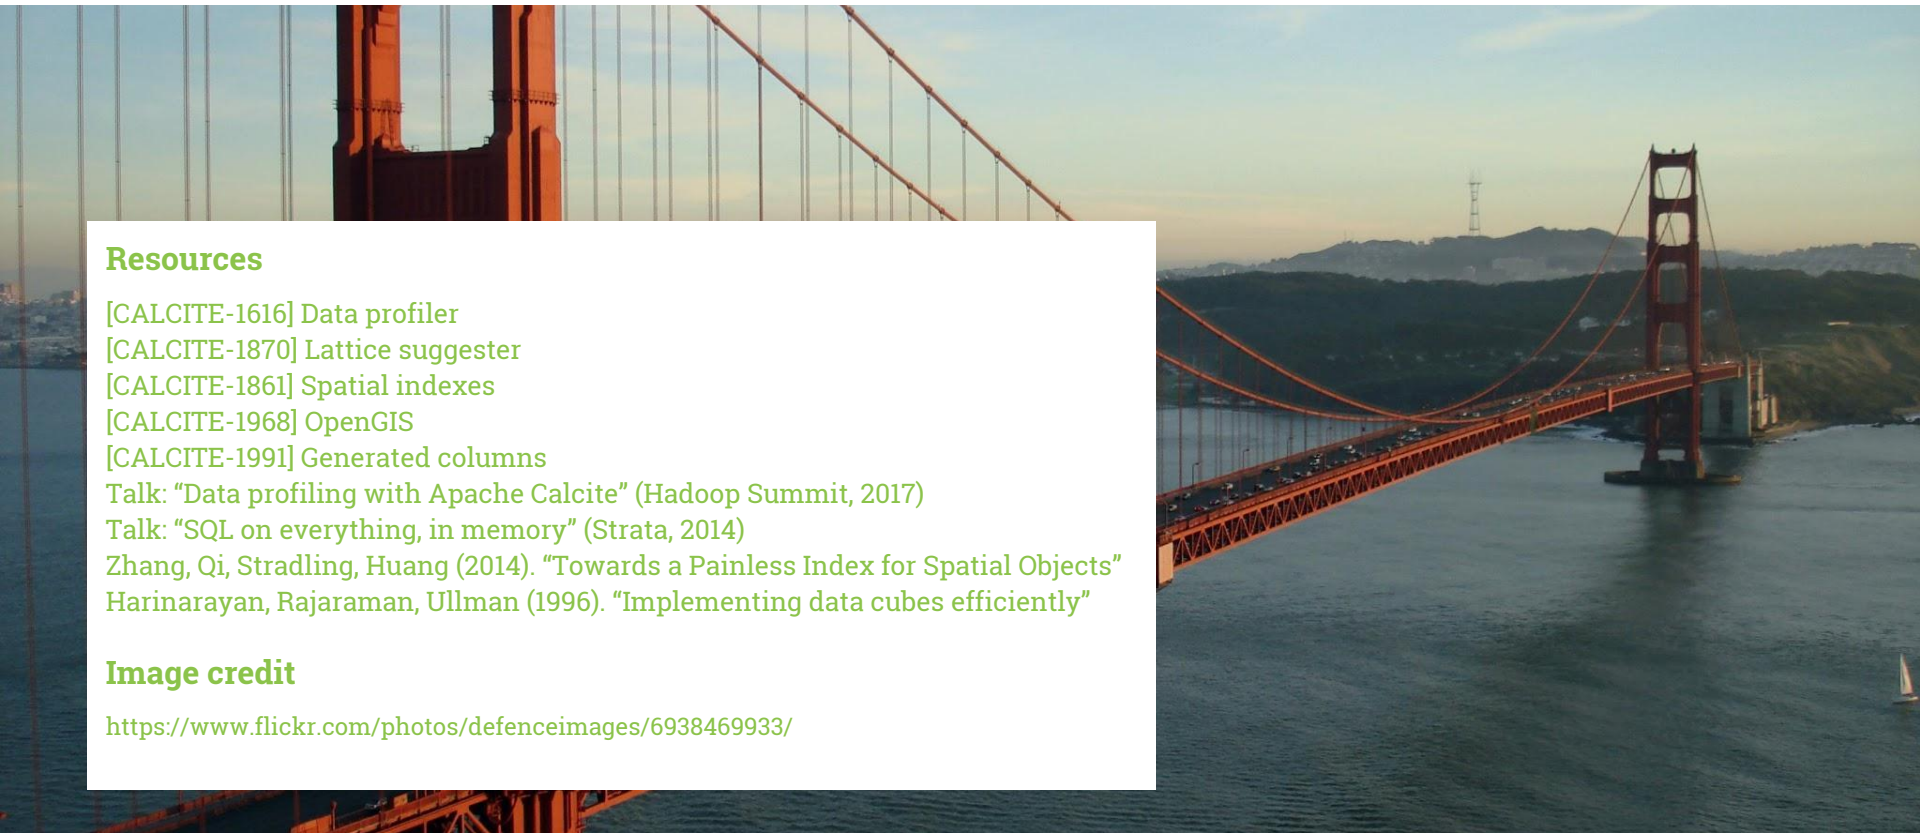 Resources
[CALCITE-1616] Data profiler
[CALCITE-1870] Lattice suggester
[CALCITE-1861] Spatial indexes
[CALCITE-1968] OpenGIS
[CALCITE-1991] Generated columns
Talk: “Data profiling with Apache Calcite” (Hadoop Summit, 2017)
Talk: “SQL on everything, in memory” (Strata, 2014)
Zhang, Qi, Stradling, Huang (2014). “Towards a Painless Index for Spatial Objects”
Harinarayan, Rajaraman, Ullman (1996). “Implementing data cubes efficiently”
Image credit
https://www.flickr.com/photos/defenceimages/6938469933/